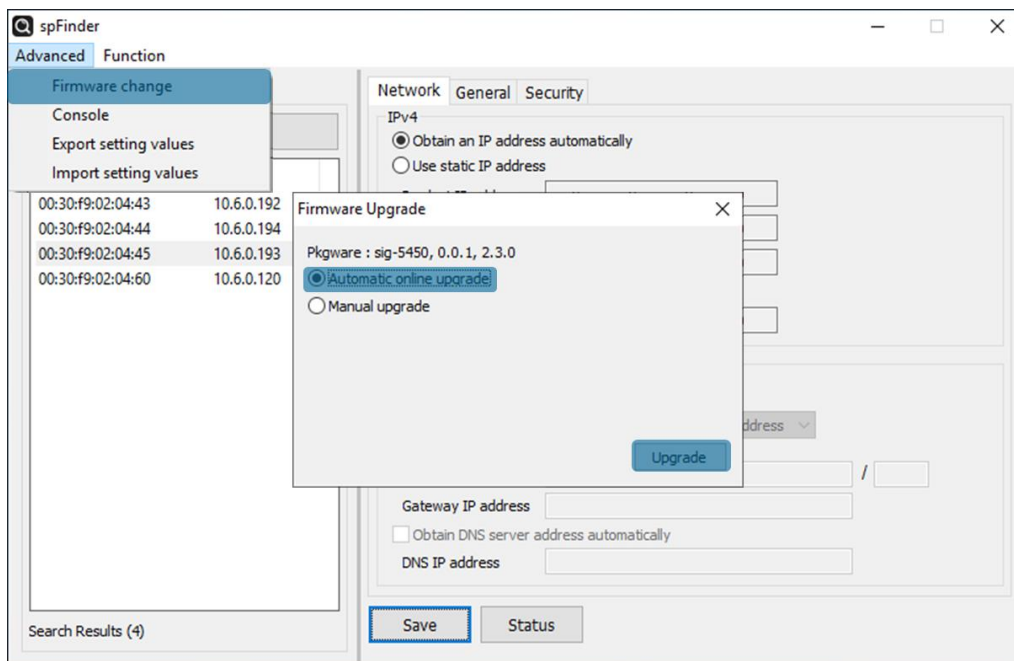 spFinder
Advanced Function
Firmware change
Console
Export setting values
Import setting values
00:30:f9:02:04:43 10.6.0.192
00:30:f9:02:04:44 10.6.0.194
00:30:f9:02:04:45 10.6.0.193
00:30:f9:02:04:60 10.6.0.120
Search Results (4)
Network General Security
IPv4
Obtain an IP address automatically
Use static IP address
Firmware Upgrade
Pkgware : sig-5450, 0.0.1, 2.3.0
Automatic online upgrade
Manual upgrade
Upgrade
ddress
/
Gateway IP address
Obtain DNS server address automatically
DNS IP address
Save Status